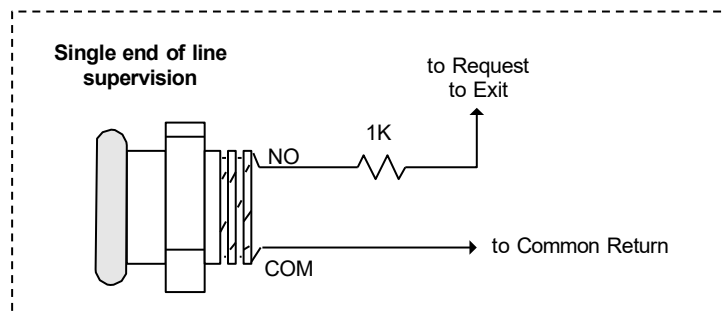 Single end of line
supervision
to Request
to Exit
1K
NO
to Common Return
COM